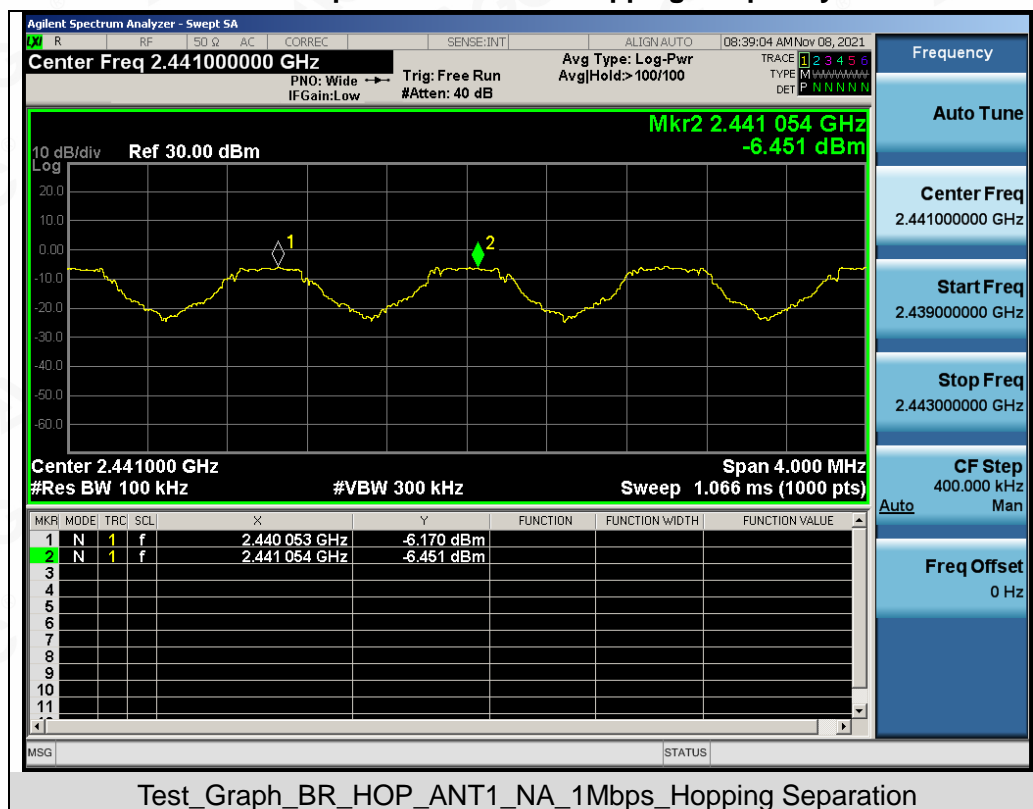 Agilent Spectrum Analyzer - Swept SA
LXI R RF 50 Ω AC CORREC SENSE:INT ALIGN AUTO 08:39:04 AM Nov 08, 2021
Center Freq 2.441000000 GHz
PNO: Wide
IFGain:Low
Trig: Free Run
#Atten: 40 dB
Avg Type: Log-Pwr
Avg|Hold:>100/100
TRACE 1 2 3 4 5 6
TYPE M
DET P N N N N N
Mkr2 2.441 054 GHz
-6.451 dBm
10 dB/div Ref 30.00 dBm
Log
20.0
10.0
0.00
-10.0
-20.0
-30.0
-40.0
-50.0
-60.0
1
2
Center 2.441000 GHz Span 4.000 MHz
#Res BW 100 kHz #VBW 300 kHz Sweep 1.066 ms (1000 pts)
MKR MODE TRC SCL X Y FUNCTION FUNCTION WIDTH FUNCTION VALUE
1 N 1 f 2.440 053 GHz -6.170 dBm
2 N 1 f 2.441 054 GHz -6.451 dBm
3
4
5
6
7
8
9
10
11
MSG STATUS
Frequency
Auto Tune
Center Freq
2.441000000 GHz
Start Freq
2.439000000 GHz
Stop Freq
2.443000000 GHz
CF Step
400.000 kHz
Auto Man
Freq Offset
0 Hz
Test_Graph_BR_HOP_ANT1_NA_1Mbps_Hopping Separation